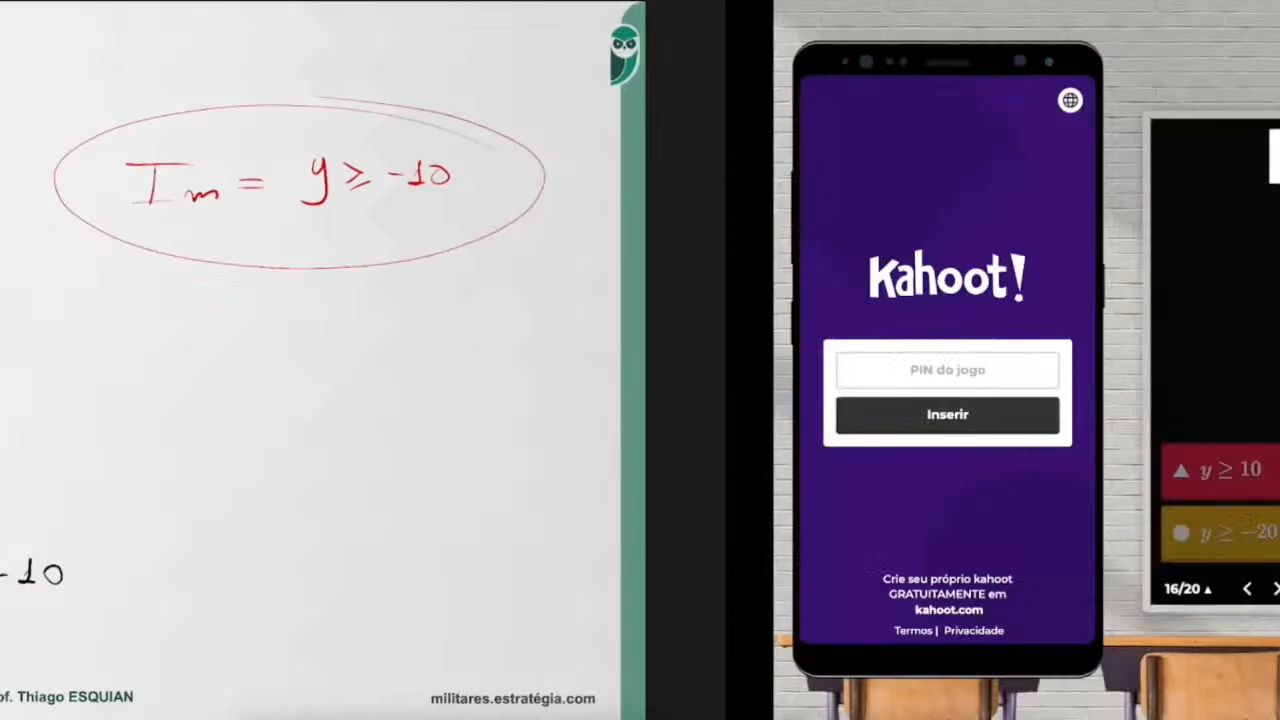 Im = y ≥ -10
-10
of. Thiago ESQUIAN
militares.estratégia.com
Kahoot!
PIN do jogo
Inserir
Crie seu próprio kahoot
GRATUITAMENTE em
kahoot.com
Termos | Privacidade
y ≥ 10
y ≥ -20
16/20